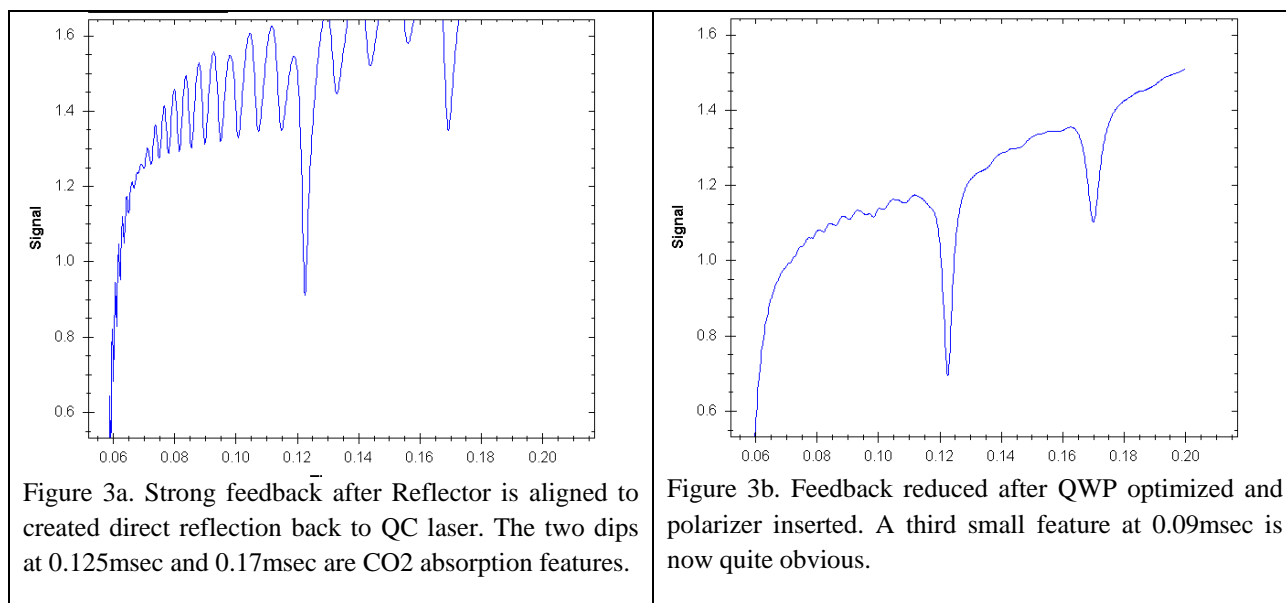 1.6
1.4
1.2
1.0
0.8
0.6
Signal
0.06 0.08 0.10 0.12 0.14 0.16 0.18 0.20
Figure 3a. Strong feedback after Reflector is aligned to
created direct reflection back to QC laser. The two dips
at 0.125msec and 0.17msec are CO2 absorption features.
1.6
1.4
1.2
1.0
0.8
0.6
Signal
0.06 0.08 0.10 0.12 0.14 0.16 0.18 0.20
Figure 3b. Feedback reduced after QWP optimized and
polarizer inserted. A third small feature at 0.09msec is
now quite obvious.